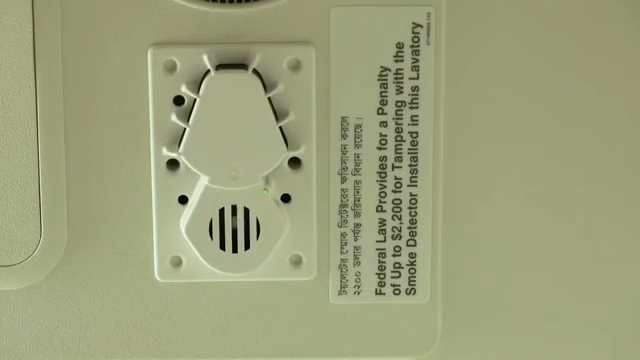 টয়লেটের স্মোক ডিটেক্টরের ক্ষতিসাধন করলে
২২০০ ডলার পর্যন্ত জরিমানার বিধান রয়েছে।
Federal Law Provides for a Penalty
of Up to $2,200 for Tampering with the
Smoke Detector Installed in this Lavatory